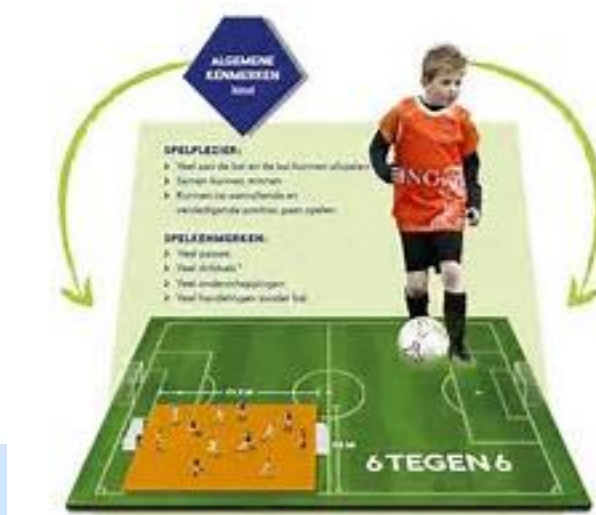 ALGEMENE
KENMERKEN
kind
SPELPLEZIER:
Veel aan de bal en de bal kunnen afspelen
Samen kunnen winnen
Kunnen op aanvallende en
verdedigende posities gaan spelen
SPELKENMERKEN:
Veel passes
Veel dribbels*
Veel onderscheppingen
Veel handelingen zonder bal
ING
6 TEGEN 6